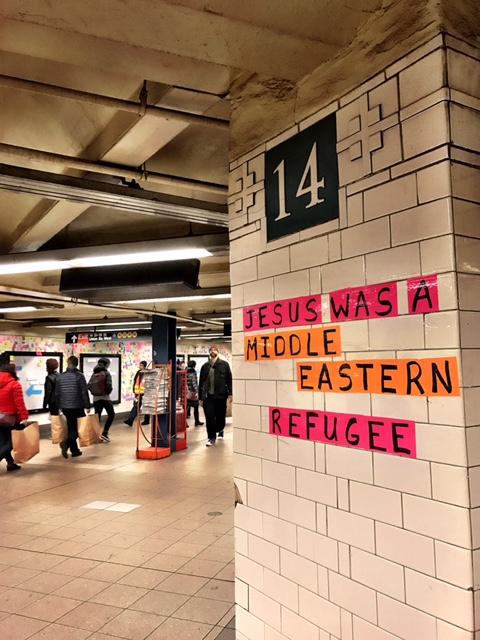 14
JESUS WAS A
MIDDLE
EASTERN
REFUGEE